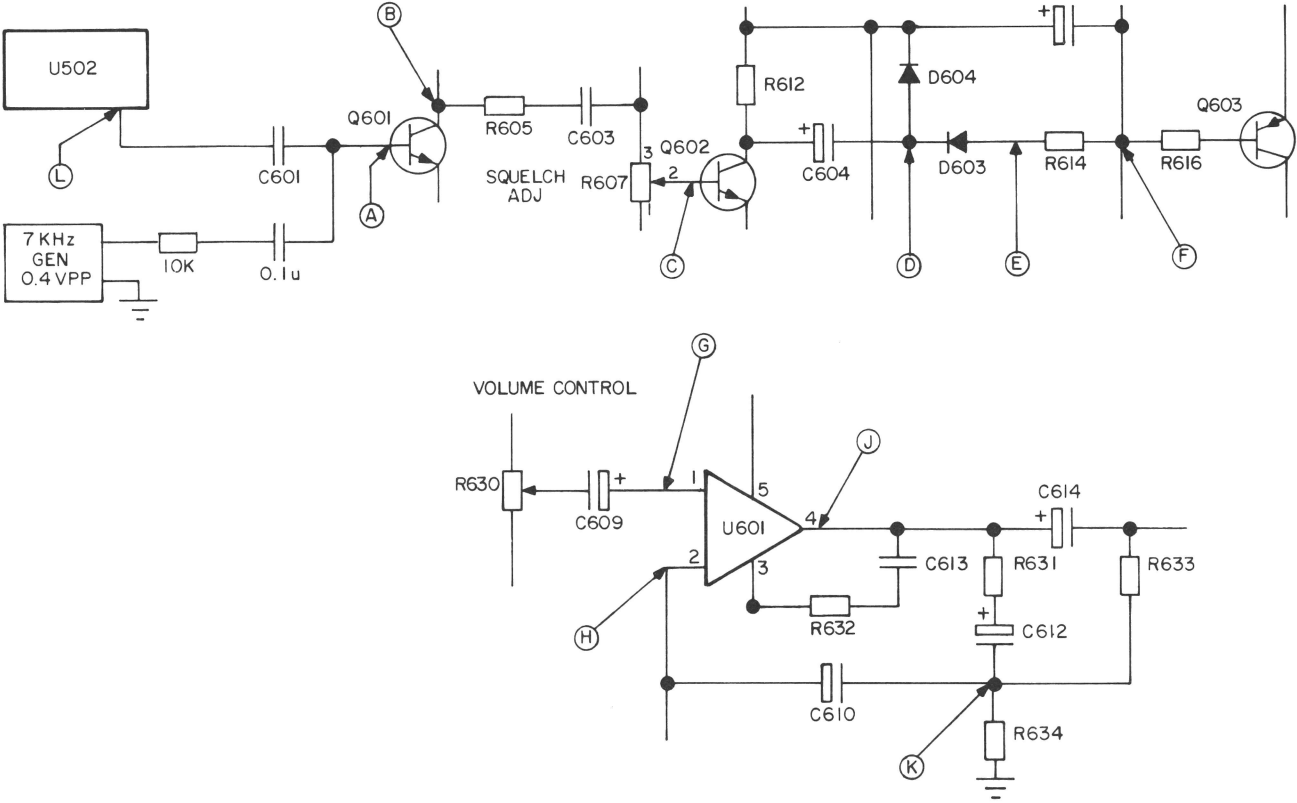 U502
L
C601
7 KHz
GEN
0.4 VPP
10K
0.1u
B
Q601
A
R605
C603
SQUELCH
ADJ
3
R607
2
1
Q602
C
R612
+
C604
D604
D
D603
E
+
R614
F
R616
Q603
VOLUME CONTROL
R630
+
C609
G
1
2
H
U601
5
4
3
J
R632
C613
C614
+
R631
R633
+
C612
C610
K
R634